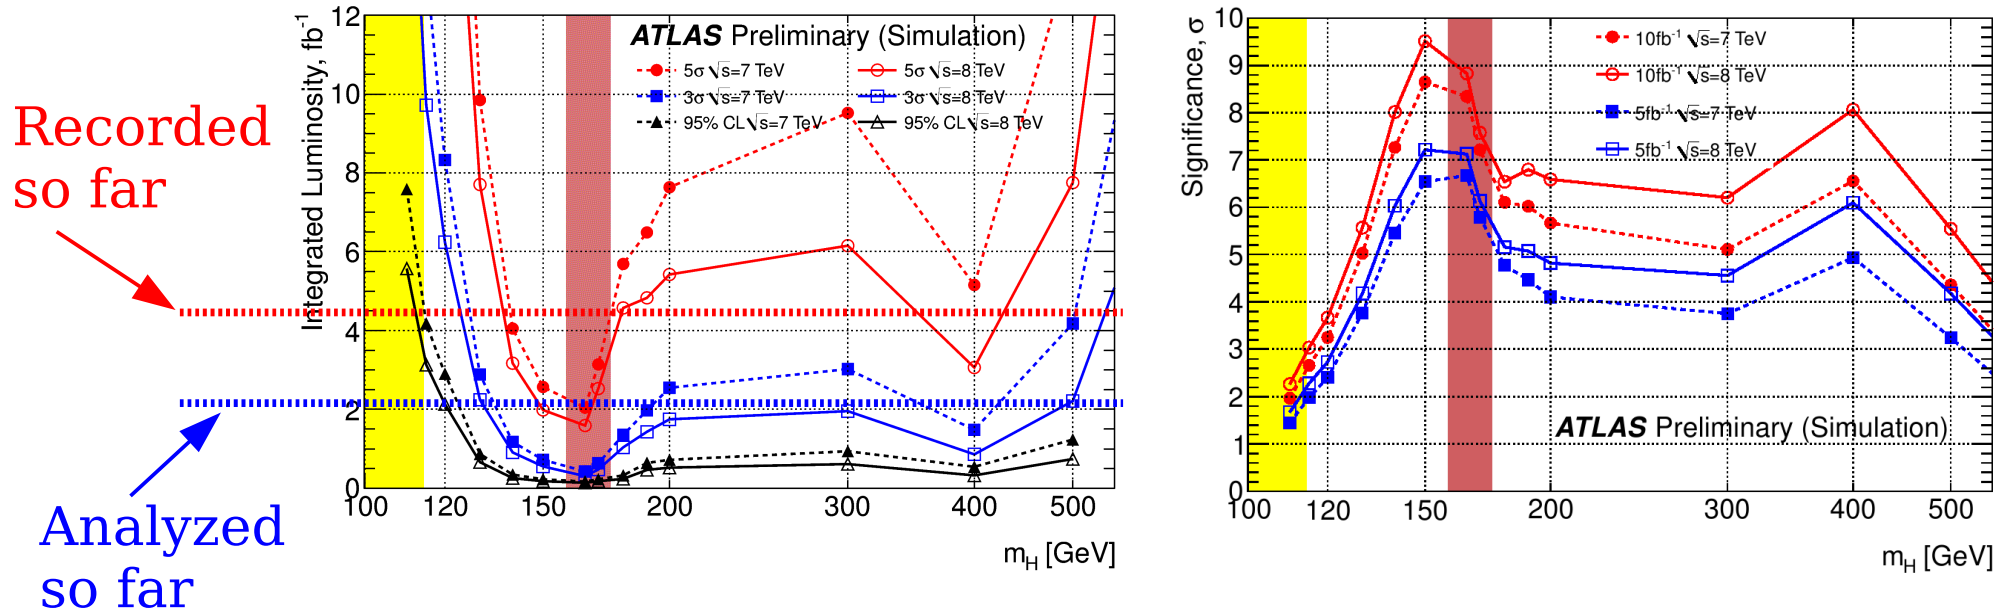 Recorded
so far
Analyzed
so far
Integrated Luminosity, fb⁻¹
12
10
8
6
4
2
0
ATLAS Preliminary (Simulation)
5σ √s=7 TeV
5σ √s=8 TeV
3σ √s=7 TeV
3σ √s=8 TeV
95% CL √s=7 TeV
95% CL √s=8 TeV
100 120 150 200 300 400 500
m_H [GeV]
Significance, σ
10
9
8
7
6
5
4
3
2
1
0
10fb⁻¹ √s=7 TeV
10fb⁻¹ √s=8 TeV
5fb⁻¹ √s=7 TeV
5fb⁻¹ √s=8 TeV
ATLAS Preliminary (Simulation)
100 120 150 200 300 400 500
m_H [GeV]